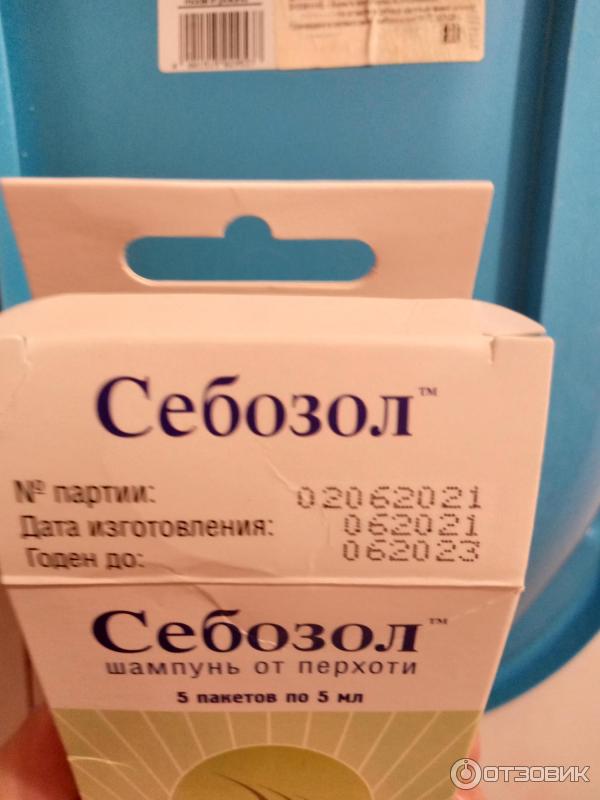 Себозол™
№ партии: 02062021
Дата изготовления: 062021
Годен до: 062023
Себозол™
шампунь от перхоти
5 пакетов по 5 мл
ОТЗОВИК